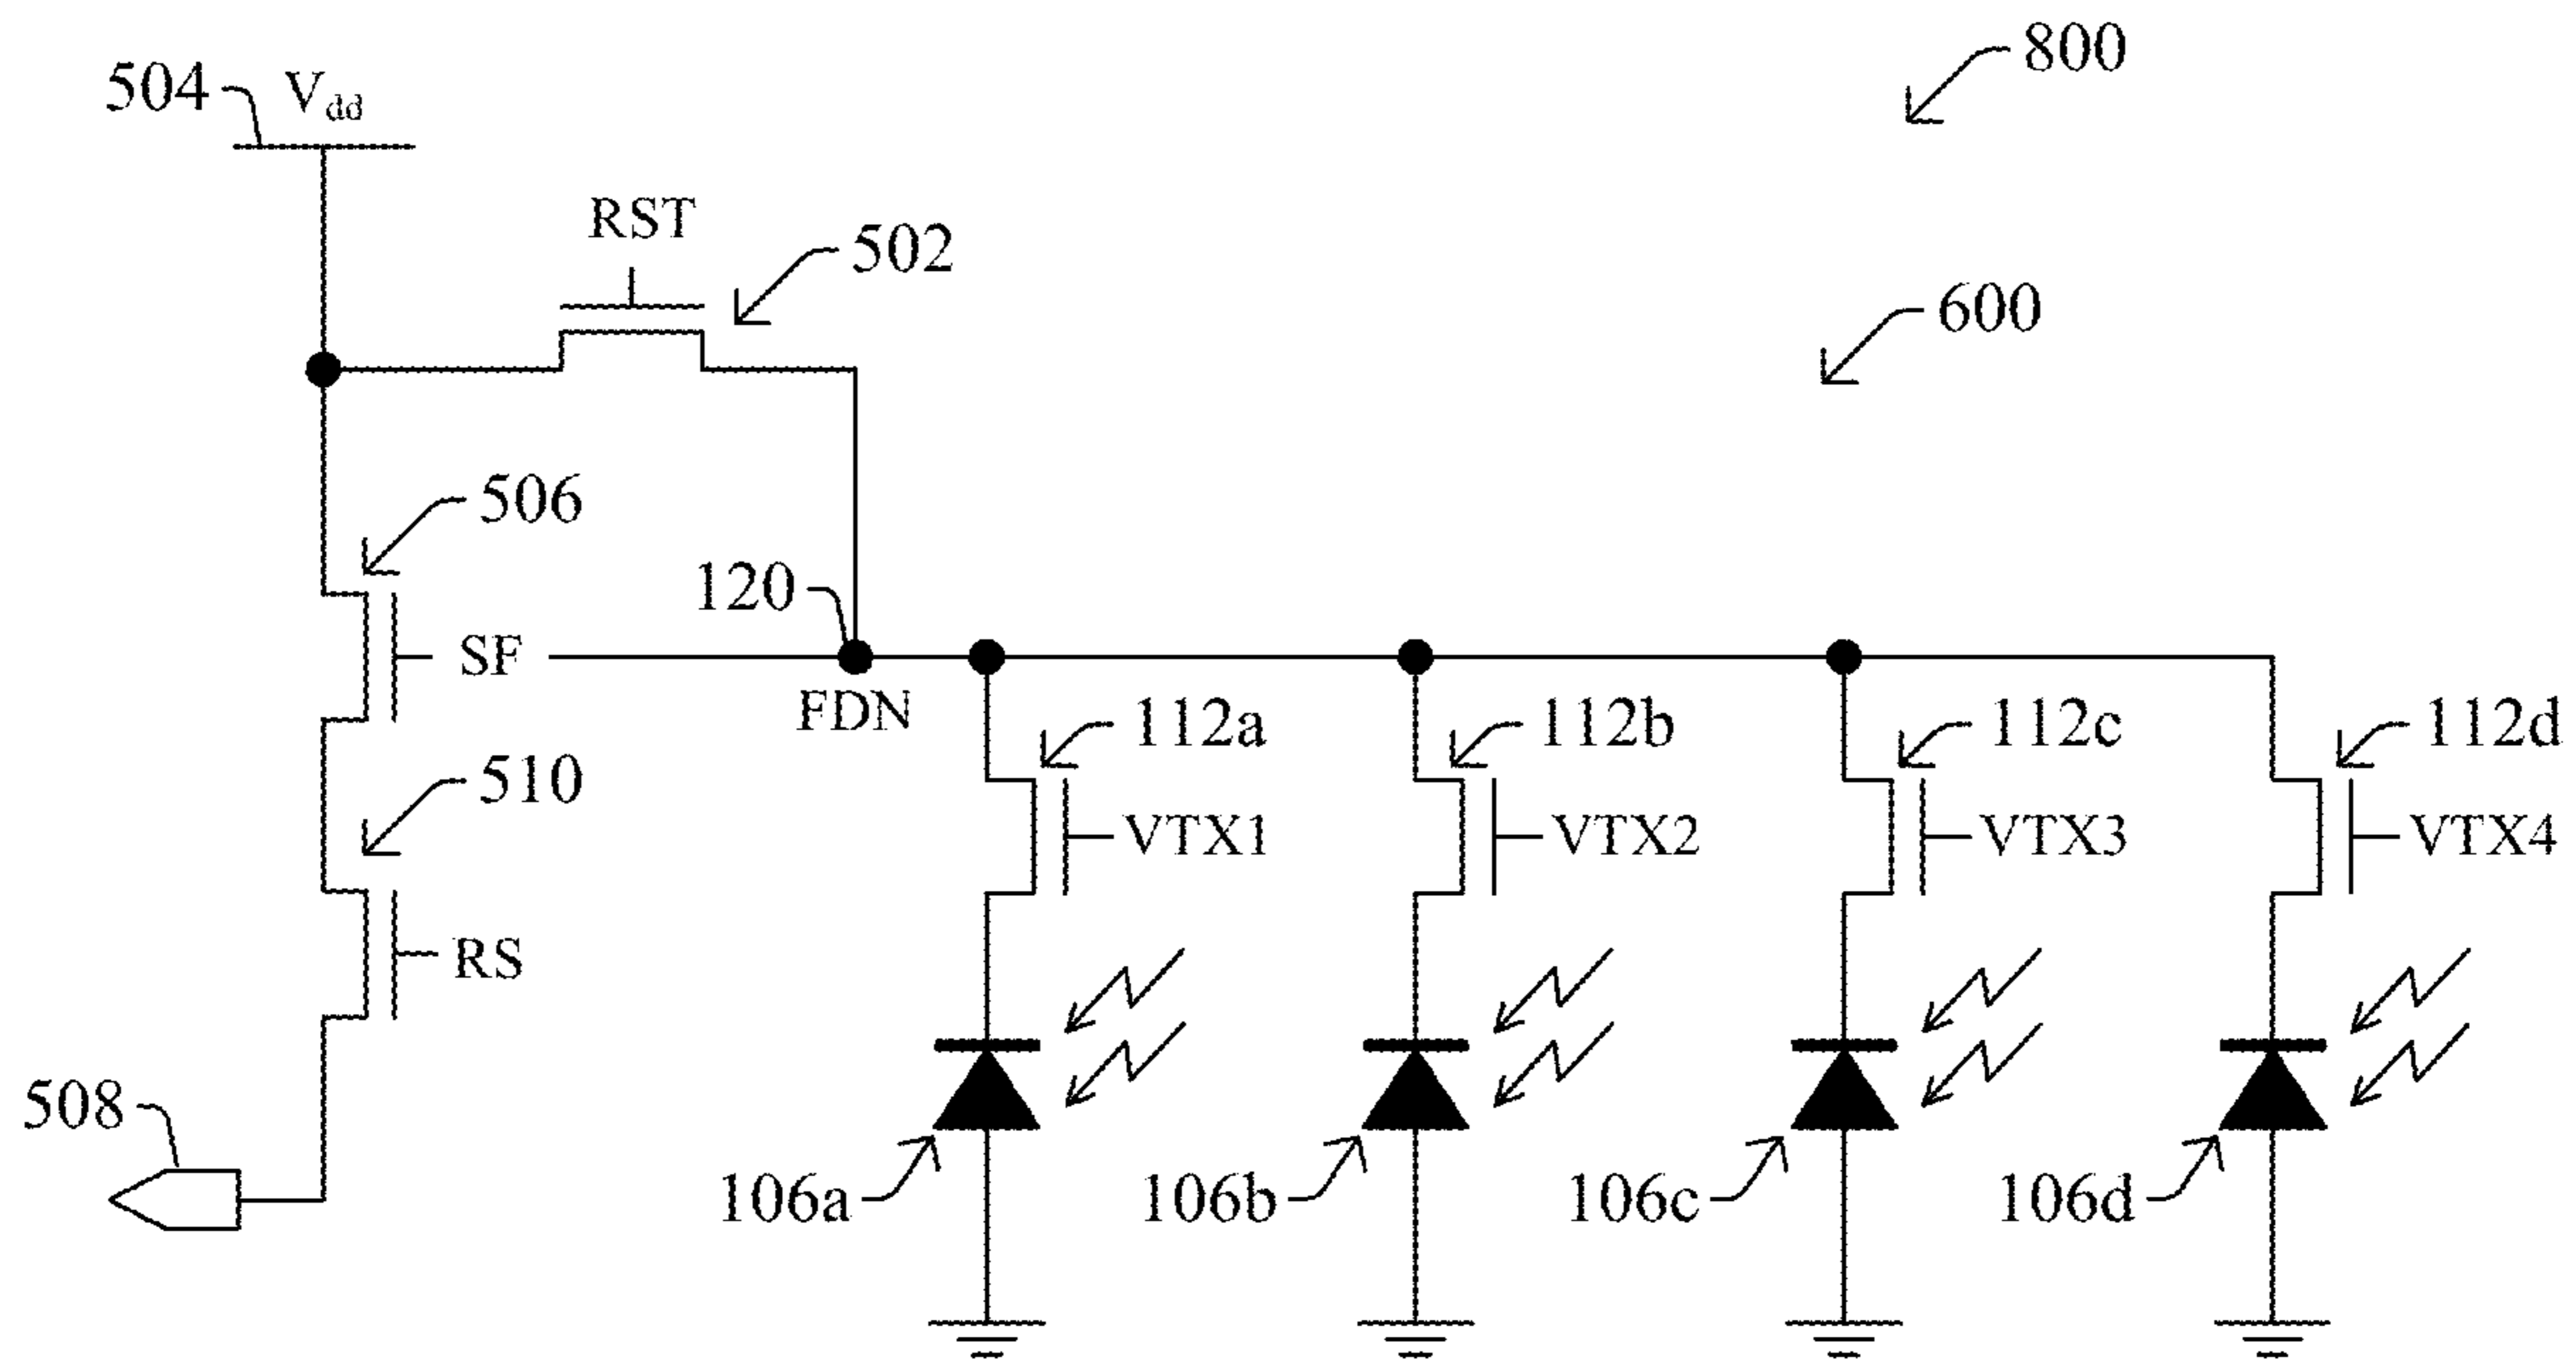 800
504 Vdd
RST
502
600
506
120
SF
FDN
112a 112b 112c 112d
510
VTX1 VTX2 VTX3 VTX4
RS
508
106a 106b 106c 106d